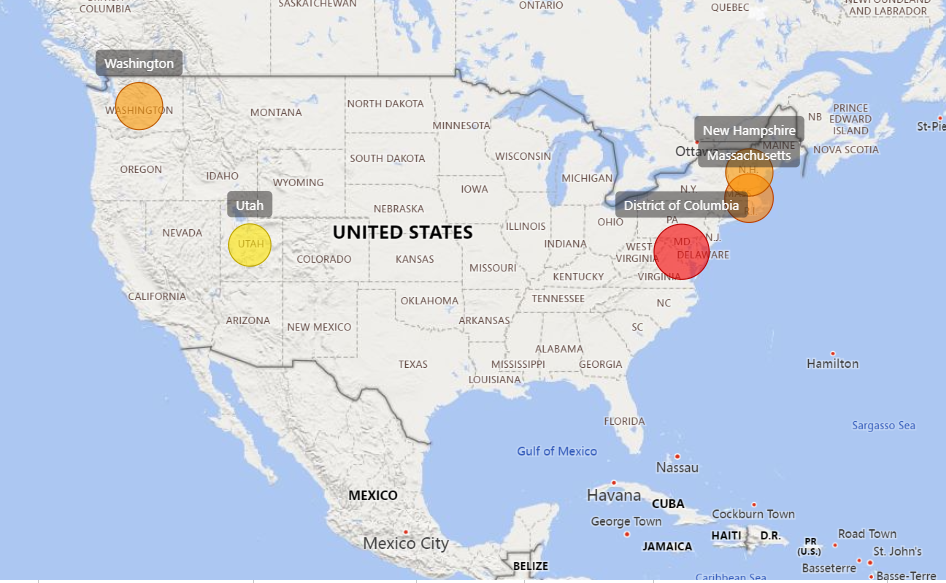 COLUMBIA
SASKATCHEWAN
ONTARIO
QUEBEC
NEWFOUNDLAND
AND LABRADOR
Washington
WASHINGTON
MONTANA
NORTH DAKOTA
MINNESOTA
NB
PRINCE
EDWARD
ISLAND
St-Pie
New Hampshire
Ottaw
MAINE
NOVA SCOTIA
Massachusetts
OREGON
IDAHO
SOUTH DAKOTA
WISCONSIN
MICHIGAN
N.H.
WYOMING
IOWA
N.Y.
MA
R.I.
Utah
NEBRASKA
District of Columbia
UNITED STATES
ILLINOIS
OHIO
PA
NEVADA
UTAH
COLORADO
KANSAS
INDIANA
WEST
VIRGINIA
MD
N.J.
DELAWARE
MISSOURI
KENTUCKY
VIRGINIA
CALIFORNIA
OKLAHOMA
TENNESSEE
NC
ARIZONA
NEW MEXICO
ARKANSAS
SC
TEXAS
MISSISSIPPI
ALABAMA
GEORGIA
LOUISIANA
Hamilton
FLORIDA
Sargasso Sea
Gulf of Mexico
Nassau
MEXICO
Havana
CUBA
Cockburn Town
George Town
HAITI
D.R.
PR
(U.S.)
Road Town
St. John's
Mexico City
JAMAICA
Basseterre
BELIZE
Caribbean Sea
Basse-Terre